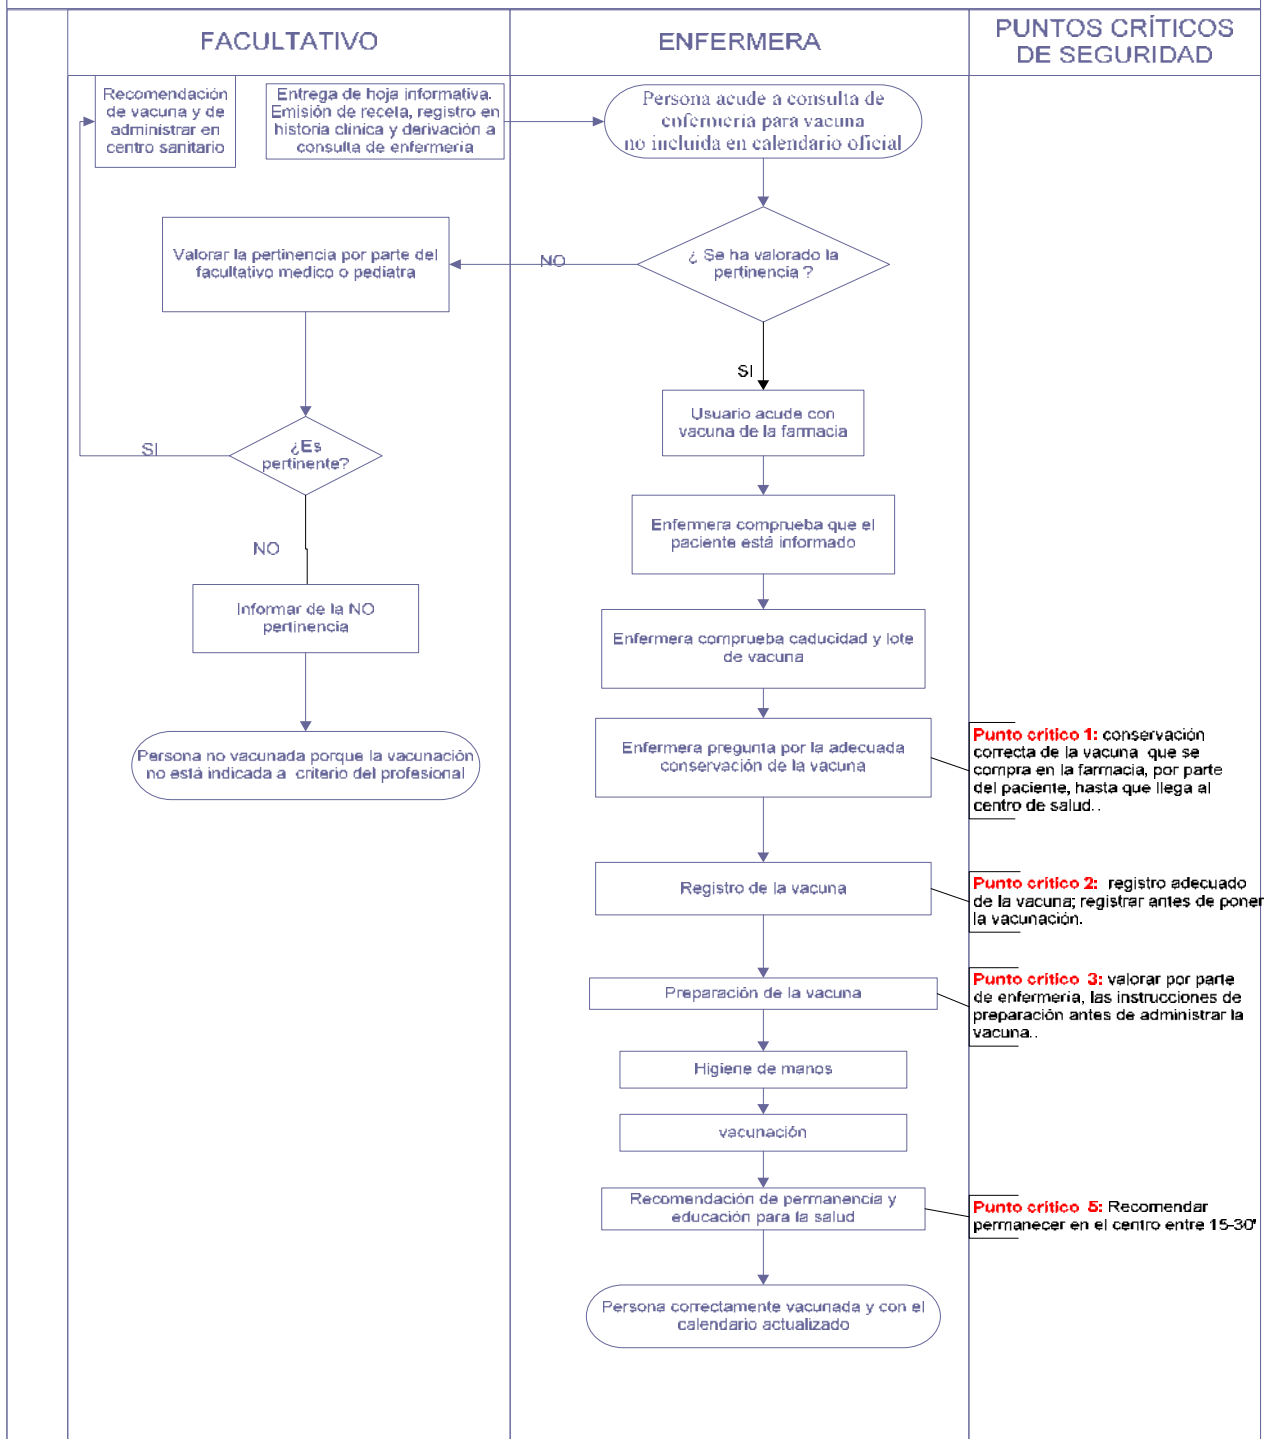 FACULTATIVO
ENFERMERA
PUNTOS CRÍTICOS
DE SEGURIDAD
Recomendación
de vacuna y de
administrar en
centro sanitario
Entrega de hoja informativa.
Emisión de receta, registro en
historia clínica y derivación a
consulta de enfermería
Persona acude a consulta de
enfermería para vacuna
no incluida en calendario oficial
Valorar la pertinencia por parte del
facultativo medico o pediatra
NO
¿ Se ha valorado la
pertinencia ?
SI
Usuario acude con
vacuna de la farmacia
SI
¿Es
pertinente?
Enfermera comprueba que el
paciente está informado
NO
Informar de la NO
pertinencia
Enfermera comprueba caducidad y lote
de vacuna
Persona no vacunada porque la vacunación
no está indicada a criterio del profesional
Enfermera pregunta por la adecuada
conservación de la vacuna
Punto crítico 1: conservación
correcta de la vacuna que se
compra en la farmacia, por parte
del paciente, hasta que llega al
centro de salud..
Registro de la vacuna
Punto crítico 2: registro adecuado
de la vacuna; registrar antes de poner
la vacunación.
Preparación de la vacuna
Punto crítico 3: valorar por parte
de enfermería, las instrucciones de
preparación antes de administrar la
vacuna..
Higiene de manos
vacunación
Recomendación de permanencia y
educación para la salud
Punto crítico 5: Recomendar
permanecer en el centro entre 15-30'
Persona correctamente vacunada y con el
calendario actualizado